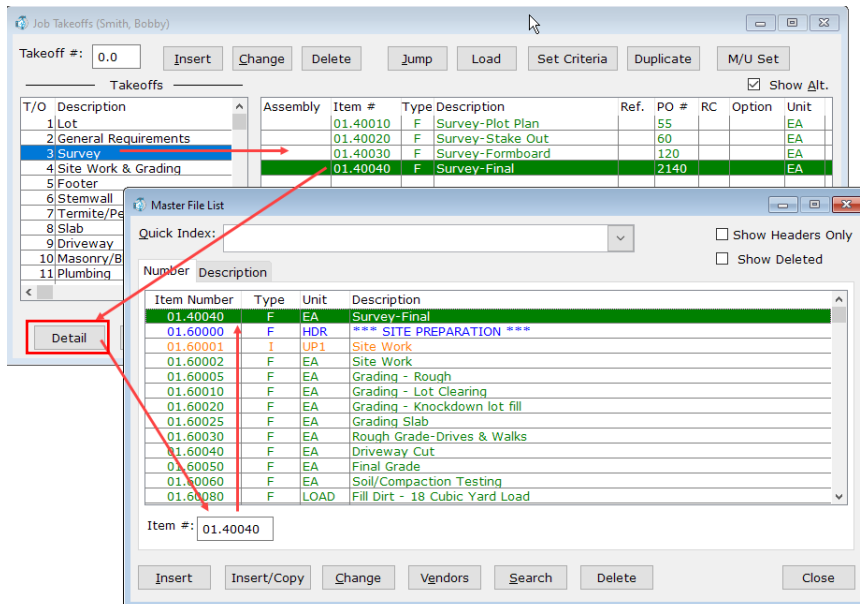 Job Takeoffs (Smith, Bobby)
Takeoff #: 0.0 Insert Change Delete Jump Load Set Criteria Duplicate M/U Set
Takeoffs Show Alt.
T/O Description Assembly Item # Type Description Ref. PO # RC Option Unit
1 Lot 01.40010 F Survey-Plot Plan 55 EA
2 General Requirements 01.40020 F Survey-Stake Out 60 EA
3 Survey 01.40030 F Survey-Formboard 120 EA
4 Site Work & Grading 01.40040 F Survey-Final 2140 EA
5 Footer
6 Stemwall
7 Termite/Pe
8 Slab
9 Driveway
10 Masonry/B
11 Plumbing
Detail
Master File List
Quick Index: Show Headers Only
Show Deleted
Number Description
Item Number Type Unit Description
01.40040 F EA Survey-Final
01.60000 F HDR *** SITE PREPARATION ***
01.60001 I UP1 Site Work
01.60002 F EA Site Work
01.60005 F EA Grading - Rough
01.60010 F EA Grading - Lot Clearing
01.60020 F EA Grading - Knockdown lot fill
01.60025 F EA Grading Slab
01.60030 F EA Rough Grade-Drives & Walks
01.60040 F EA Driveway Cut
01.60050 F EA Final Grade
01.60060 F EA Soil/Compaction Testing
01.60080 F LOAD Fill Dirt - 18 Cubic Yard Load
Item #: 01.40040
Insert Insert/Copy Change Vendors Search Delete Close